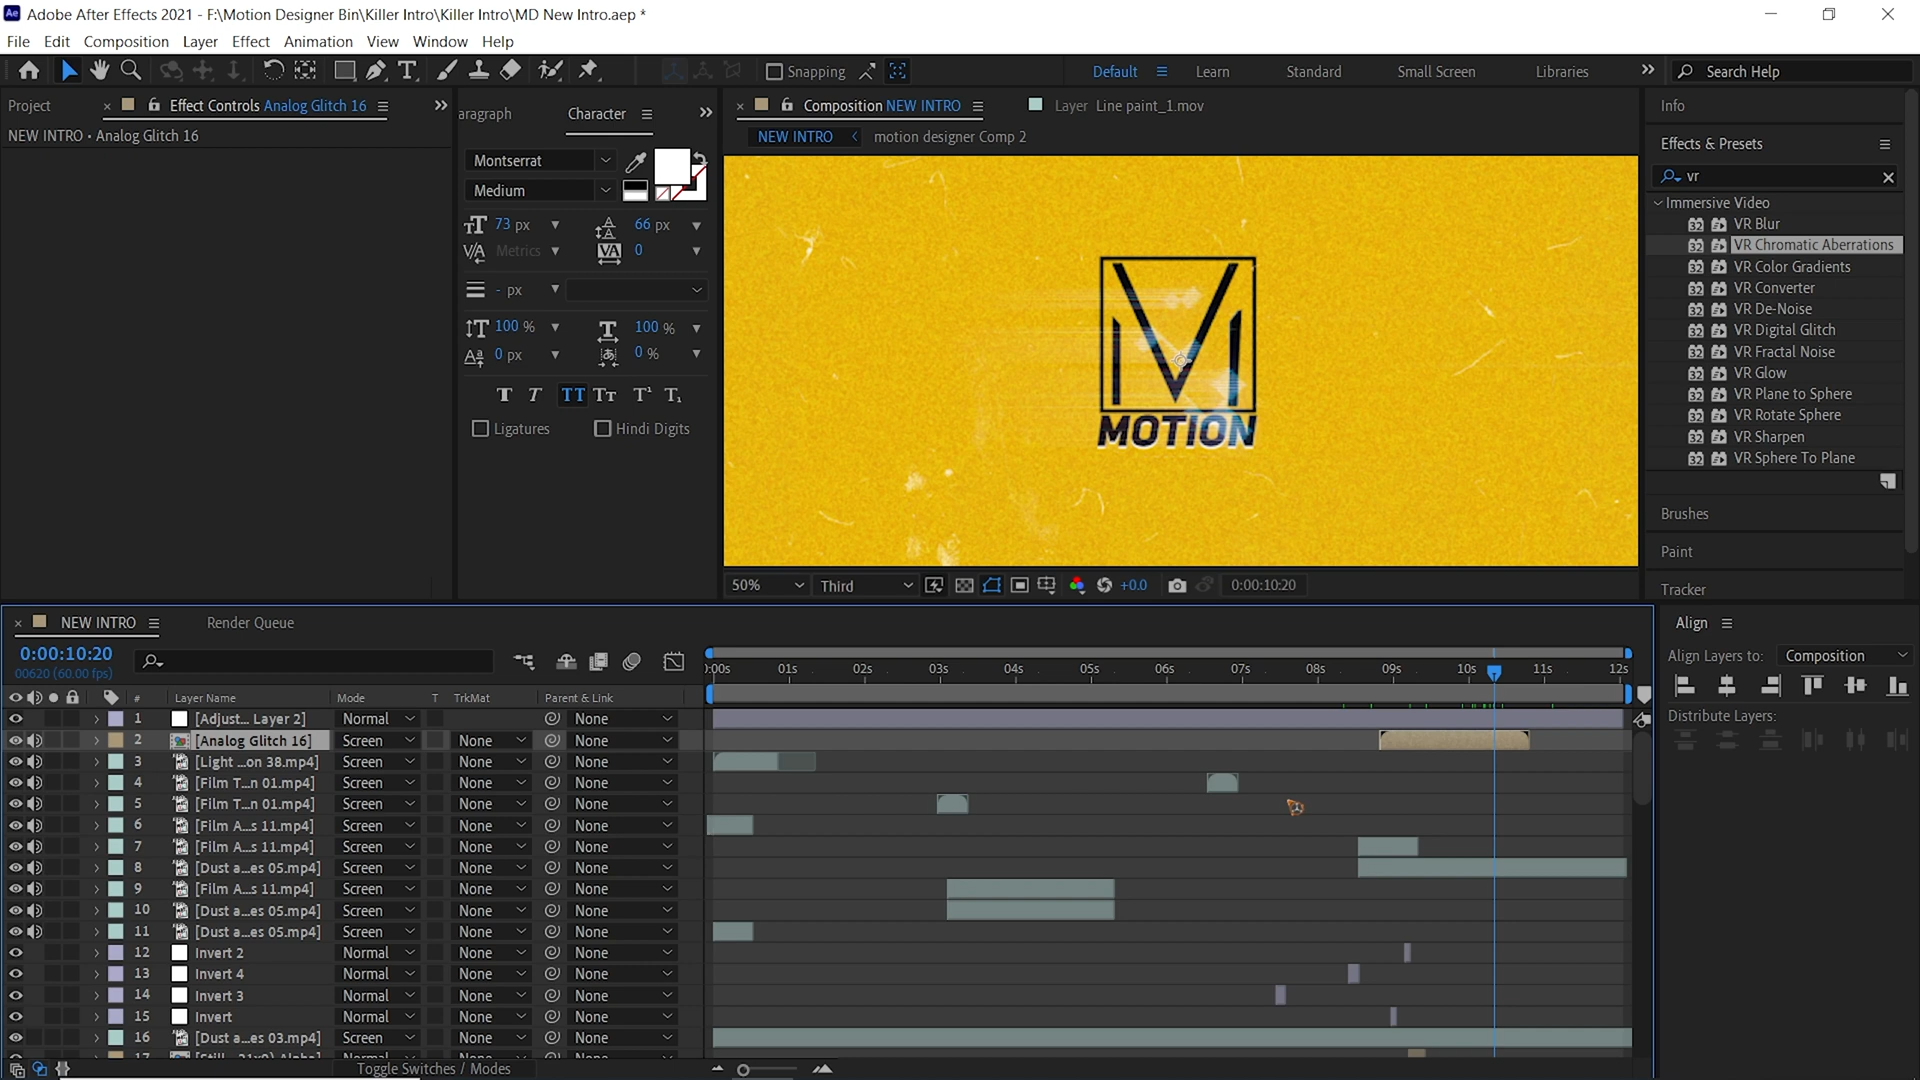 Ae Adobe After Effects 2021 - F:\Motion Designer Bin\Killer Intro\Killer Intro\MD New Intro.aep *
File Edit Composition Layer Effect Animation View Window Help
Snapping Default Learn Standard Small Screen Libraries Search Help
Project Effect Controls Analog Glitch 16
NEW INTRO • Analog Glitch 16
aragraph Character
Montserrat
Medium
73 px 66 px
Metrics 0
- px
100 % 100 %
0 px 0 %
Ligatures Hindi Digits
Composition NEW INTRO Layer Line paint_1.mov
NEW INTRO motion designer Comp 2
MOTION
50% Third +0.0 0:00:10:20
Info
Effects & Presets
vr
Immersive Video
VR Blur
VR Chromatic Aberrations
VR Color Gradients
VR Converter
VR De-Noise
VR Digital Glitch
VR Fractal Noise
VR Glow
VR Plane to Sphere
VR Rotate Sphere
VR Sharpen
VR Sphere To Plane
Brushes
Paint
Tracker
Align
Align Layers to: Composition
Distribute Layers:
NEW INTRO Render Queue
0:00:10:20
00620 (60.00 fps)
):00s 01s 02s 03s 04s 05s 06s 07s 08s 09s 10s 11s 12s
# Layer Name Mode T TrkMat Parent & Link
1 [Adjust... Layer 2] Normal None
2 [Analog Glitch 16] Screen None None
3 [Light ...on 38.mp4] Screen None None
4 [Film T...n 01.mp4] Screen None None
5 [Film T...n 01.mp4] Screen None None
6 [Film A...s 11.mp4] Screen None None
7 [Film A...s 11.mp4] Screen None None
8 [Dust a...es 05.mp4] Screen None None
9 [Film A...s 11.mp4] Screen None None
10 [Dust a...es 05.mp4] Screen None None
11 [Dust a...es 05.mp4] Screen None None
12 Invert 2 Normal None None
13 Invert 4 Normal None None
14 Invert 3 Normal None None
15 Invert Normal None None
16 [Dust a...es 03.mp4] Screen None None
Toggle Switches / Modes